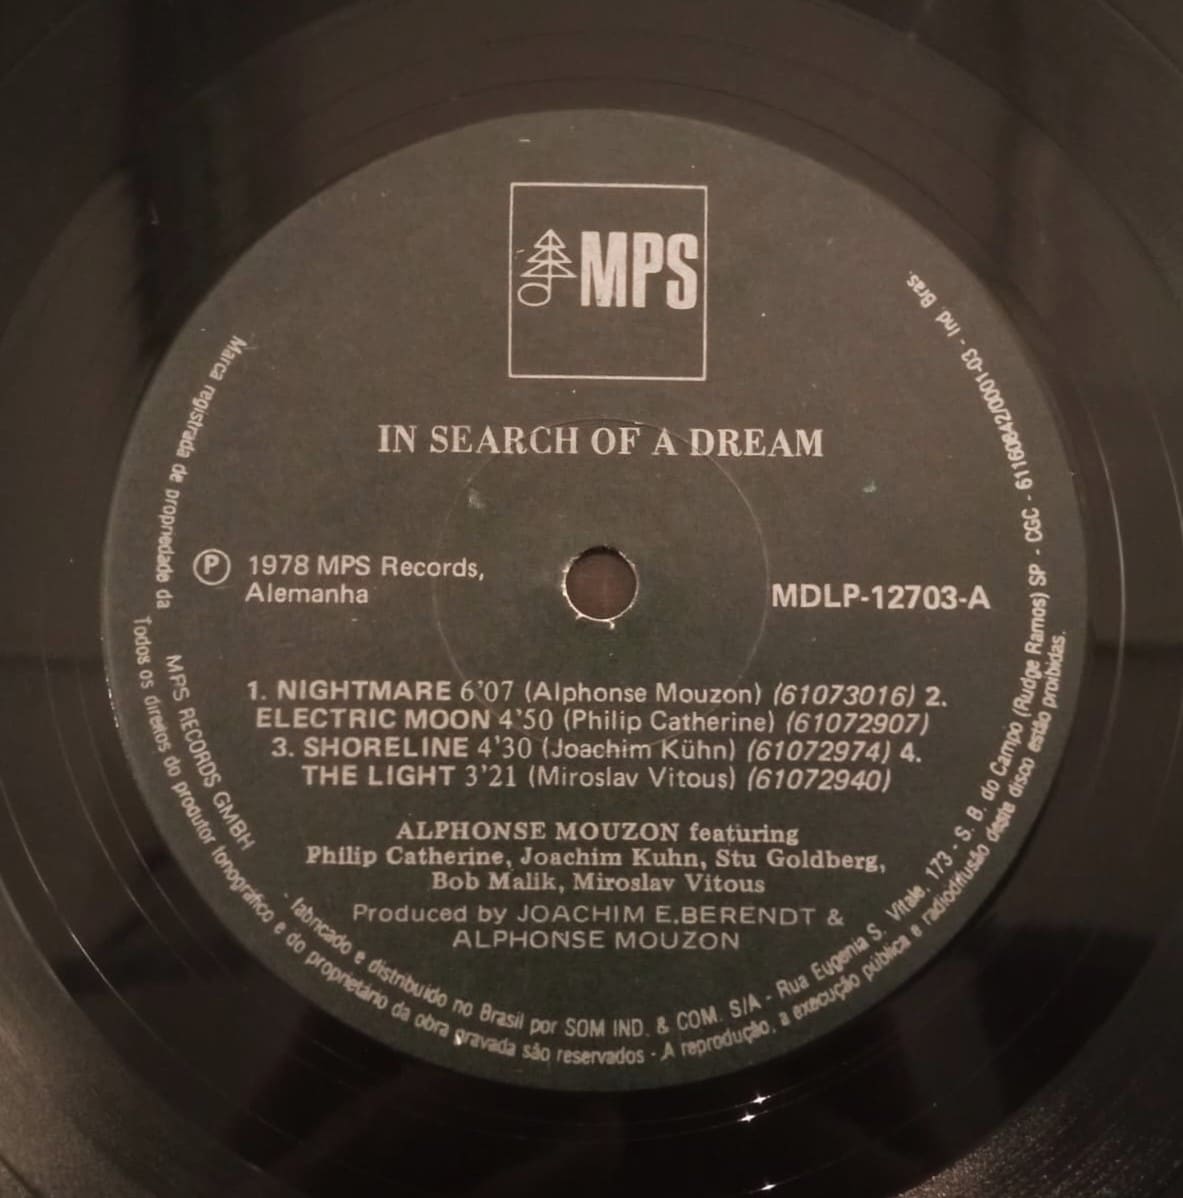 MPS
IN SEARCH OF A DREAM
℗ 1978 MPS Records,
Alemanha
MDLP-12703-A
1. NIGHTMARE 6'07 (Alphonse Mouzon) (61073016) 2.
ELECTRIC MOON 4'50 (Philip Catherine) (61072907)
3. SHORELINE 4'30 (Joachim Kühn) (61072974) 4.
THE LIGHT 3'21 (Miroslav Vitous) (61072940)
ALPHONSE MOUZON featuring
Philip Catherine, Joachim Kuhn, Stu Goldberg,
Bob Malik, Miroslav Vitous
Produced by JOACHIM E.BERENDT &
ALPHONSE MOUZON
Marca registrada de propriedade da MPS RECORDS GMBH - fabricado e distribuido no Brasil por SOM IND. & COM. S/A - Rua Eugenia S. Vitale, 173 - S. B. do Campo (Rudge Ramos) SP - CGC - 61160842/0001-03 - Ind. Bras.
Todos os direitos do produtor fonográfico e do proprietário da obra gravada são reservados - A reprodução, a execução pública e radiodifusão deste disco estão proibidas.